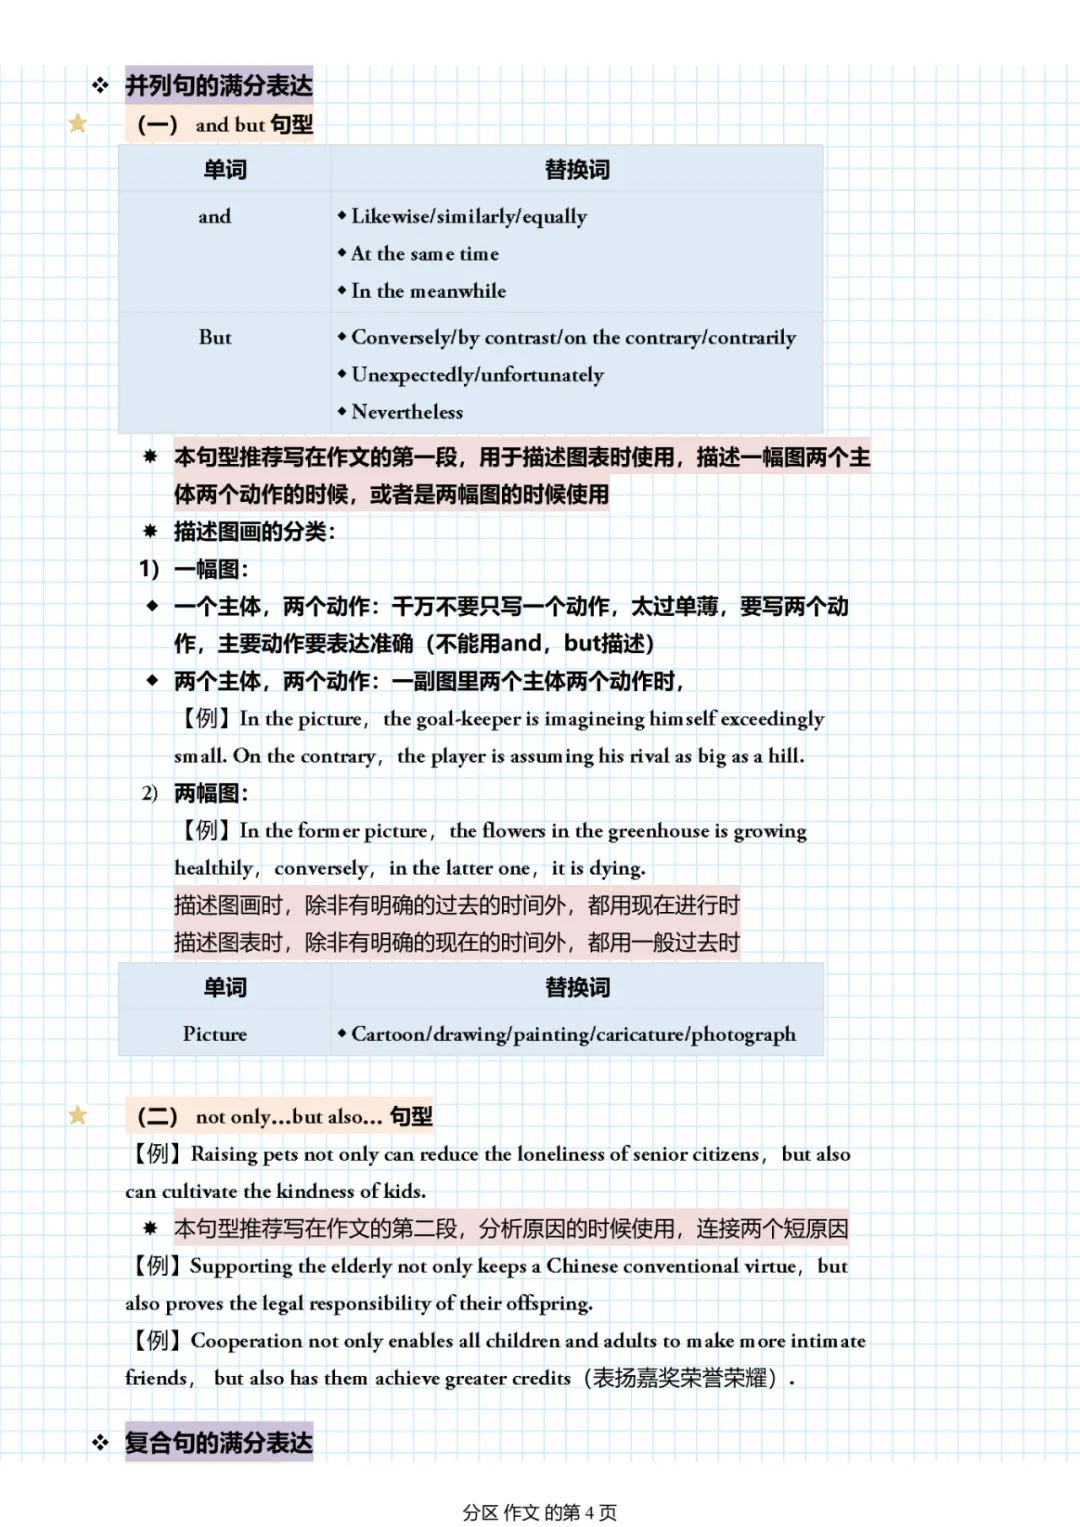 ❖ 并列句的满分表达
（一） and but 句型
单词 替换词
and ◆ Likewise/similarly/equally
◆ At the same time
◆ In the meanwhile
But ◆ Conversely/by contrast/on the contrary/contrarily
◆ Unexpectedly/unfortunately
◆ Nevertheless
✸ 本句型推荐写在作文的第一段，用于描述图表时使用，描述一幅图两个主
体两个动作的时候，或者是两幅图的时候使用
✸ 描述图画的分类：
1) 一幅图：
◆ 一个主体，两个动作：千万不要只写一个动作，太过单薄，要写两个动
作，主要动作要表达准确（不能用and，but描述）
◆ 两个主体，两个动作：一副图里两个主体两个动作时，
【例】In the picture，the goal-keeper is imagineing himself exceedingly
small. On the contrary，the player is assuming his rival as big as a hill.
2) 两幅图：
【例】In the former picture，the flowers in the greenhouse is growing
healthily，conversely，in the latter one，it is dying.
描述图画时，除非有明确的过去的时间外，都用现在进行时
描述图表时，除非有明确的现在的时间外，都用一般过去时
单词 替换词
Picture ◆ Cartoon/drawing/painting/caricature/photograph
（二） not only...but also... 句型
【例】Raising pets not only can reduce the loneliness of senior citizens，but also
can cultivate the kindness of kids.
✸ 本句型推荐写在作文的第二段，分析原因的时候使用，连接两个短原因
【例】Supporting the elderly not only keeps a Chinese conventional virtue，but
also proves the legal responsibility of their offspring.
【例】Cooperation not only enables all children and adults to make more intimate
friends， but also has them achieve greater credits（表扬嘉奖荣誉荣耀）.
❖ 复合句的满分表达
分区 作文 的第 4 页